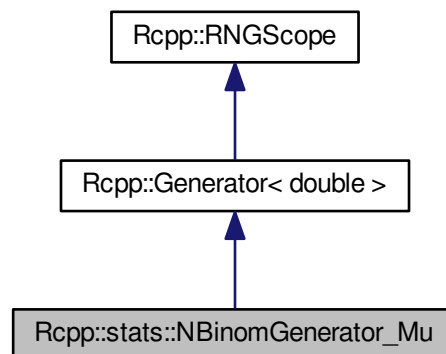 Rcpp::RNGScope
Rcpp::Generator< double >
Rcpp::stats::NBinomGenerator_Mu